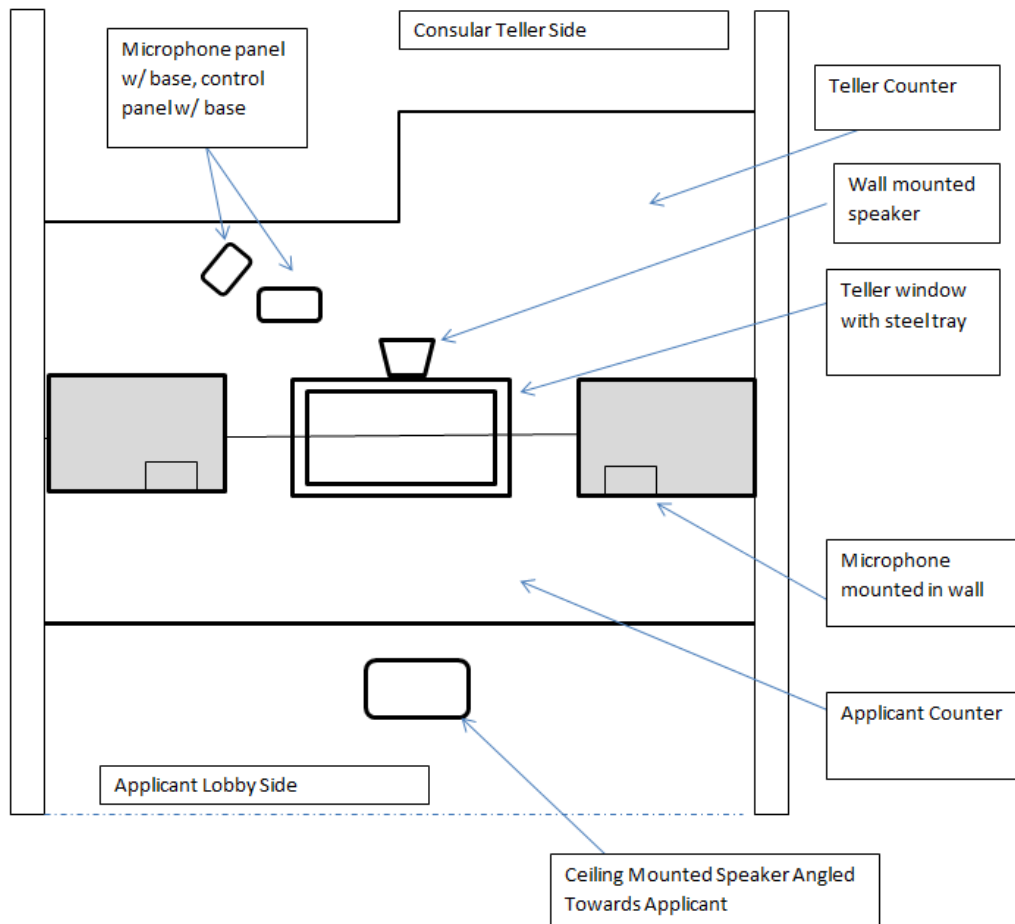 Consular Teller Side
Microphone panel
w/ base, control
panel w/ base
Teller Counter
Wall mounted
speaker
Teller window
with steel tray
Microphone
mounted in wall
Applicant Counter
Applicant Lobby Side
Ceiling Mounted Speaker Angled
Towards Applicant